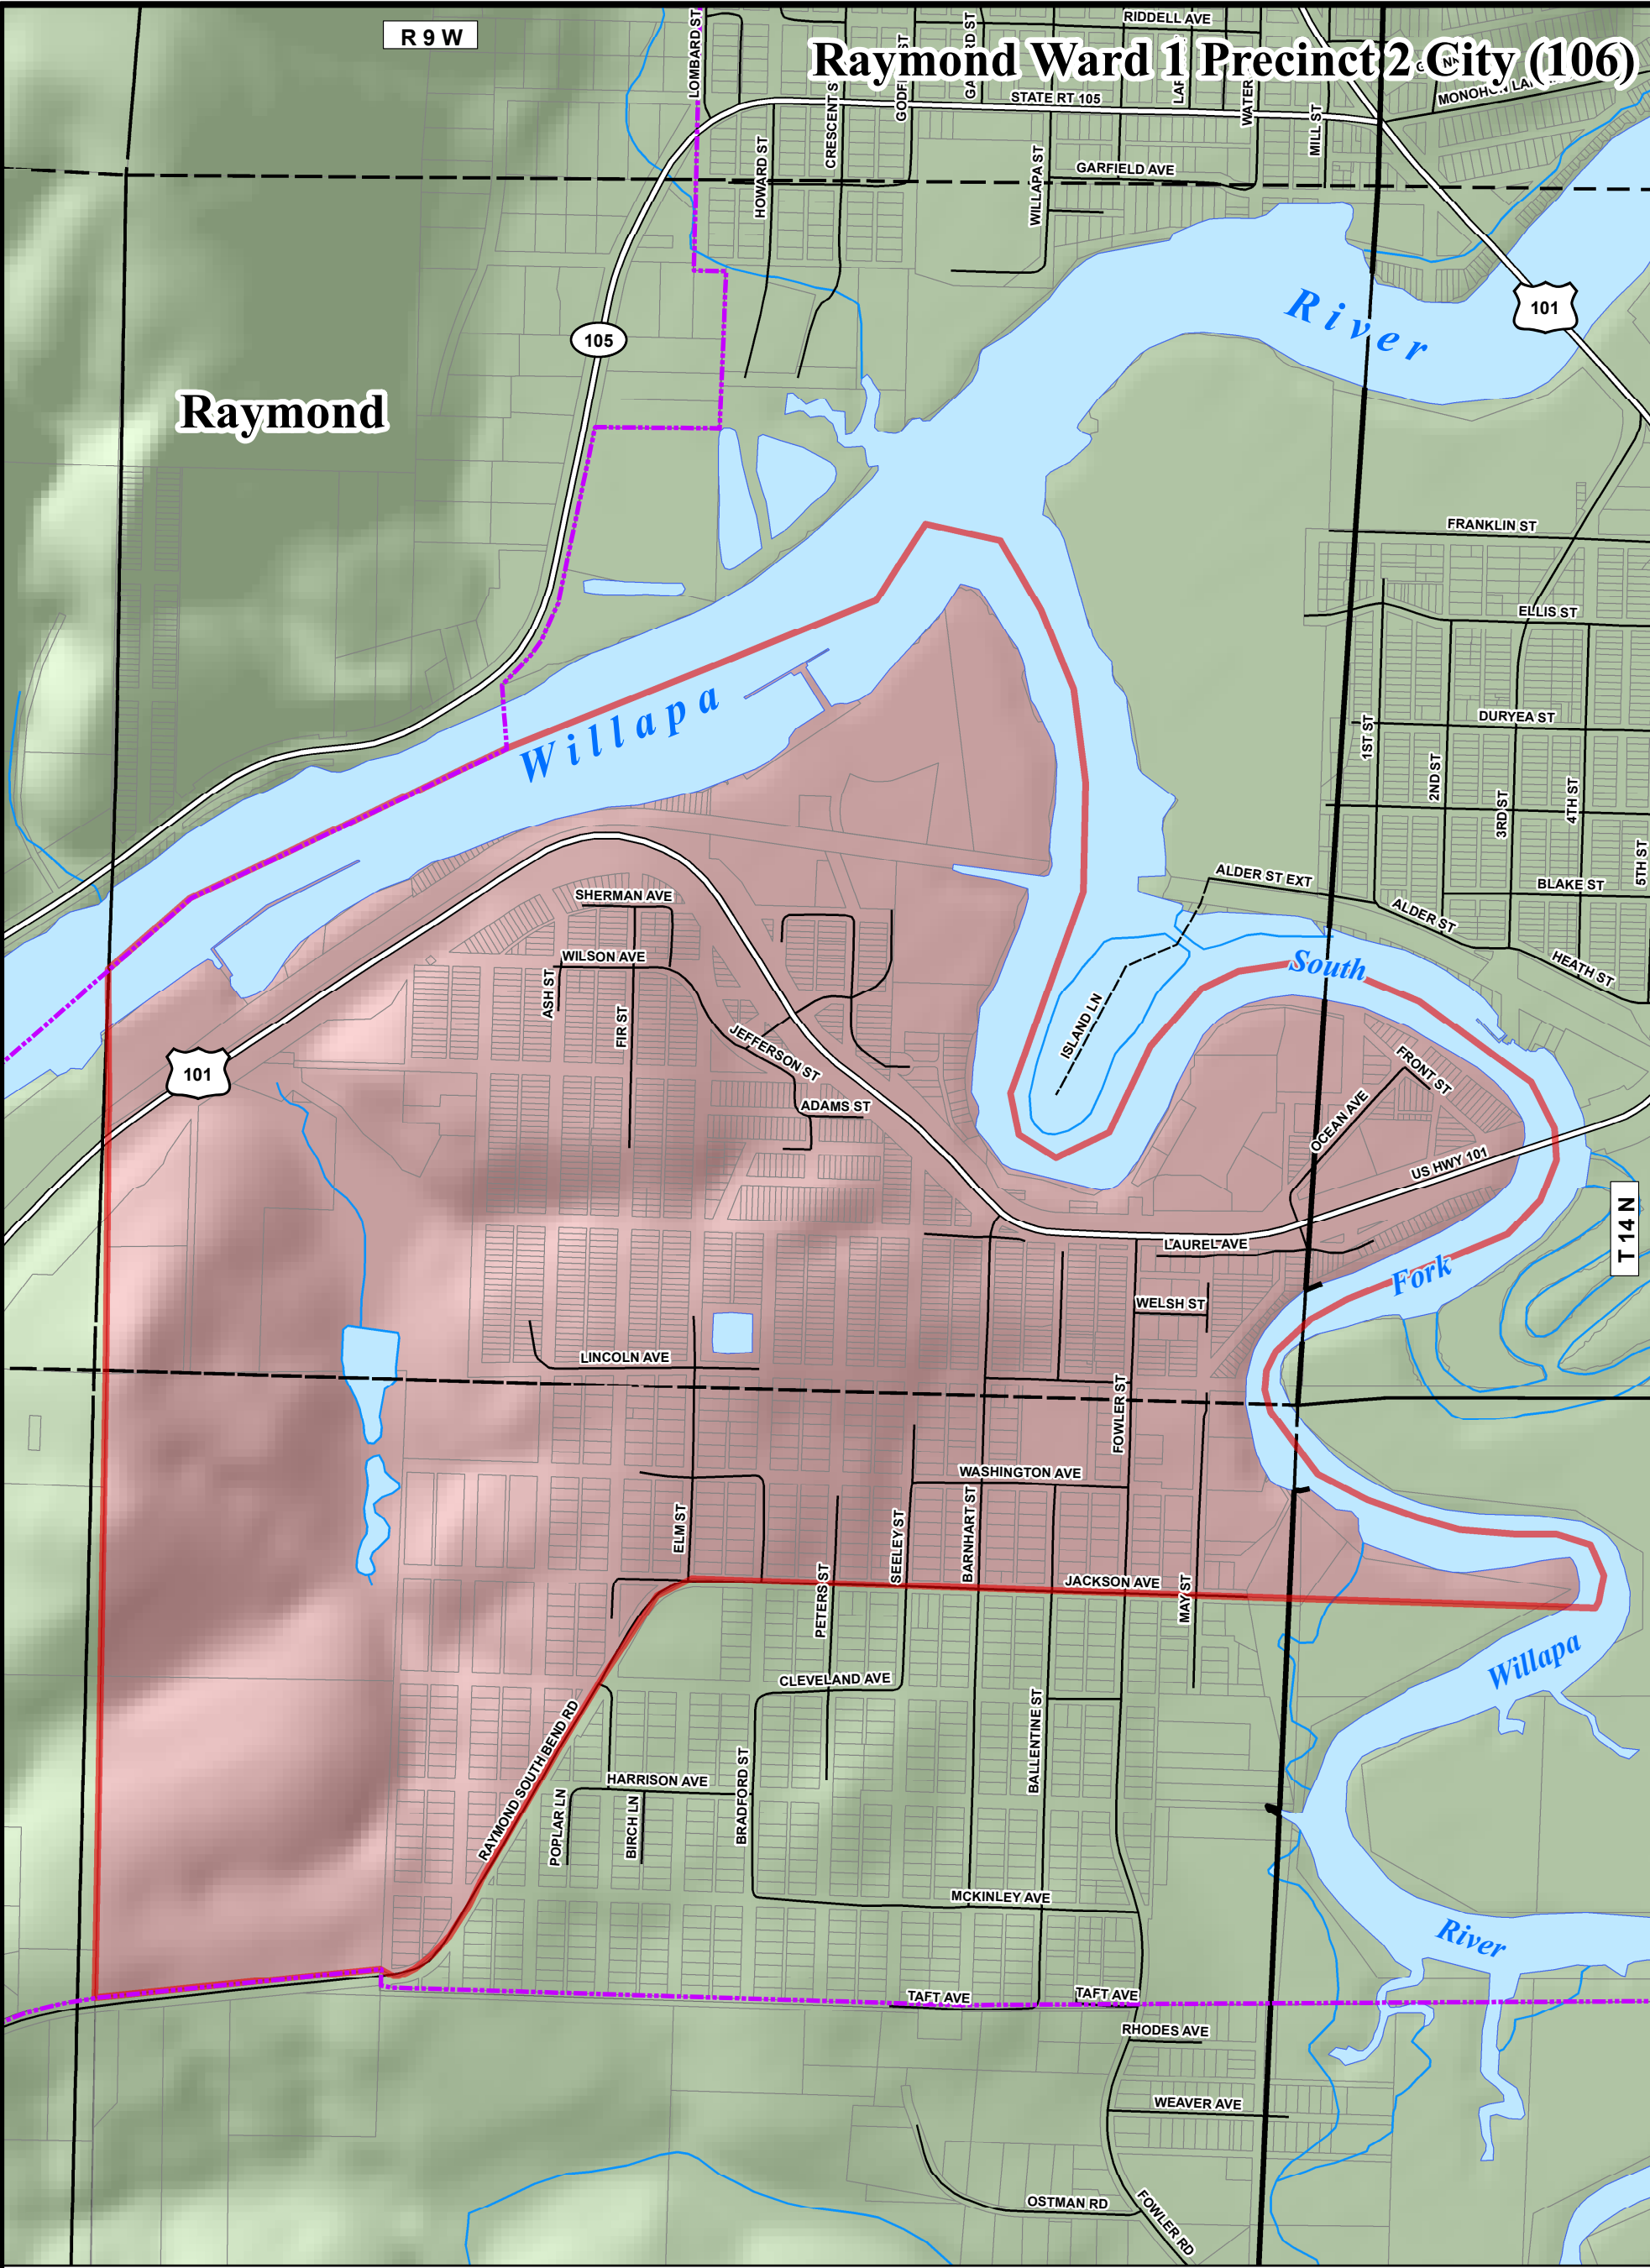 R 9 W
Raymond Ward 1 Precinct 2 City (106)
RIDDELL AVE
LOMBARD ST
CRESCENT ST
STATE RT 105
MILL ST
HOWARD ST
WILLAPA ST
GARFIELD AVE
River
101
105
Raymond
FRANKLIN ST
ELLIS ST
Willapa
1ST ST
DURYEA ST
2ND ST
3RD ST
4TH ST
5TH ST
ALDER ST EXT
BLAKE ST
SHERMAN AVE
ALDER ST
WILSON AVE
HEATH ST
South
ASH ST
FIR ST
ISLAND LN
JEFFERSON ST
101
FRONT ST
ADAMS ST
OCEAN AVE
US HWY 101
T 14 N
LAUREL AVE
Fork
WELSH ST
LINCOLN AVE
FOWLER ST
WASHINGTON AVE
ELM ST
SEELEY ST
BARNHART ST
JACKSON AVE
PETERS ST
MAY ST
Willapa
CLEVELAND AVE
RAYMOND SOUTH BEND RD
BALLENTINE ST
HARRISON AVE
BRADFORD ST
POPLAR LN
BIRCH LN
MCKINLEY AVE
River
TAFT AVE
TAFT AVE
RHODES AVE
WEAVER AVE
OSTMAN RD
FOWLER RD